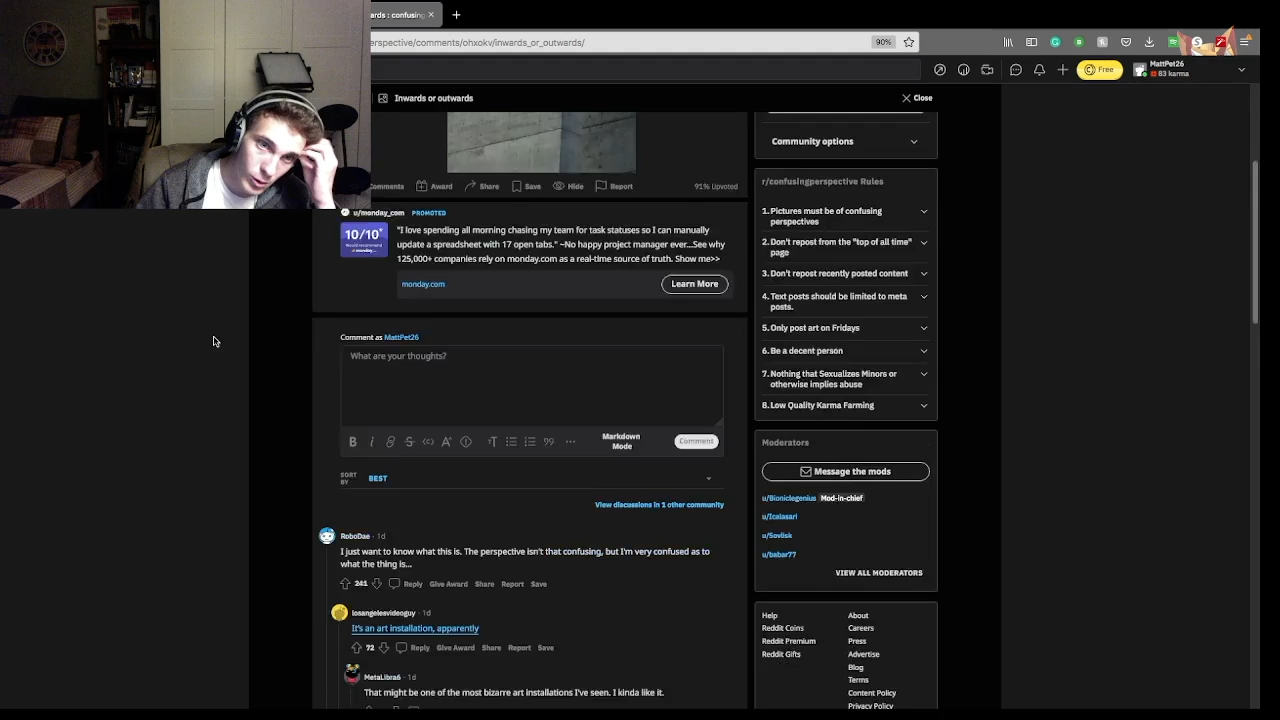 ards : confusing
erspective/comments/ohxokv/inwards_or_outwards/
90%
Free
MattPet26
83 karma
Inwards or outwards
Close
omments
Award
Share
Save
Hide
Report
91% Upvoted
u/monday_com PROMOTED
10/10*
"I love spending all morning chasing my team for task statuses so I can manually
update a spreadsheet with 17 open tabs." ~No happy project manager ever...See why
125,000+ companies rely on monday.com as a real-time source of truth. Show me>>
monday.com
Learn More
Comment as MattPet26
What are your thoughts?
Markdown
Mode
Comment
SORT
BY
BEST
View discussions in 1 other community
RoboDae · 1d
I just want to know what this is. The perspective isn't that confusing, but I'm very confused as to
what the thing is...
241
Reply
Give Award
Share
Report
Save
losangelesvideoguy · 1d
It's an art installation, apparently
72
Reply
Give Award
Share
Report
Save
MetaLibra6 · 1d
That might be one of the most bizarre art installations I've seen. I kinda like it.
Community options
r/confusingperspective Rules
1. Pictures must be of confusing
perspectives
2. Don't repost from the "top of all time"
page
3. Don't repost recently posted content
4. Text posts should be limited to meta
posts.
5. Only post art on Fridays
6. Be a decent person
7. Nothing that Sexualizes Minors or
otherwise implies abuse
8. Low Quality Karma Farming
Moderators
Message the mods
u/Bioniclegenius Mod-in-chief
u/Icalasari
u/Sovlisk
u/babar77
VIEW ALL MODERATORS
Help
Reddit Coins
Reddit Premium
Reddit Gifts
About
Careers
Press
Advertise
Blog
Terms
Content Policy
Privacy Policy